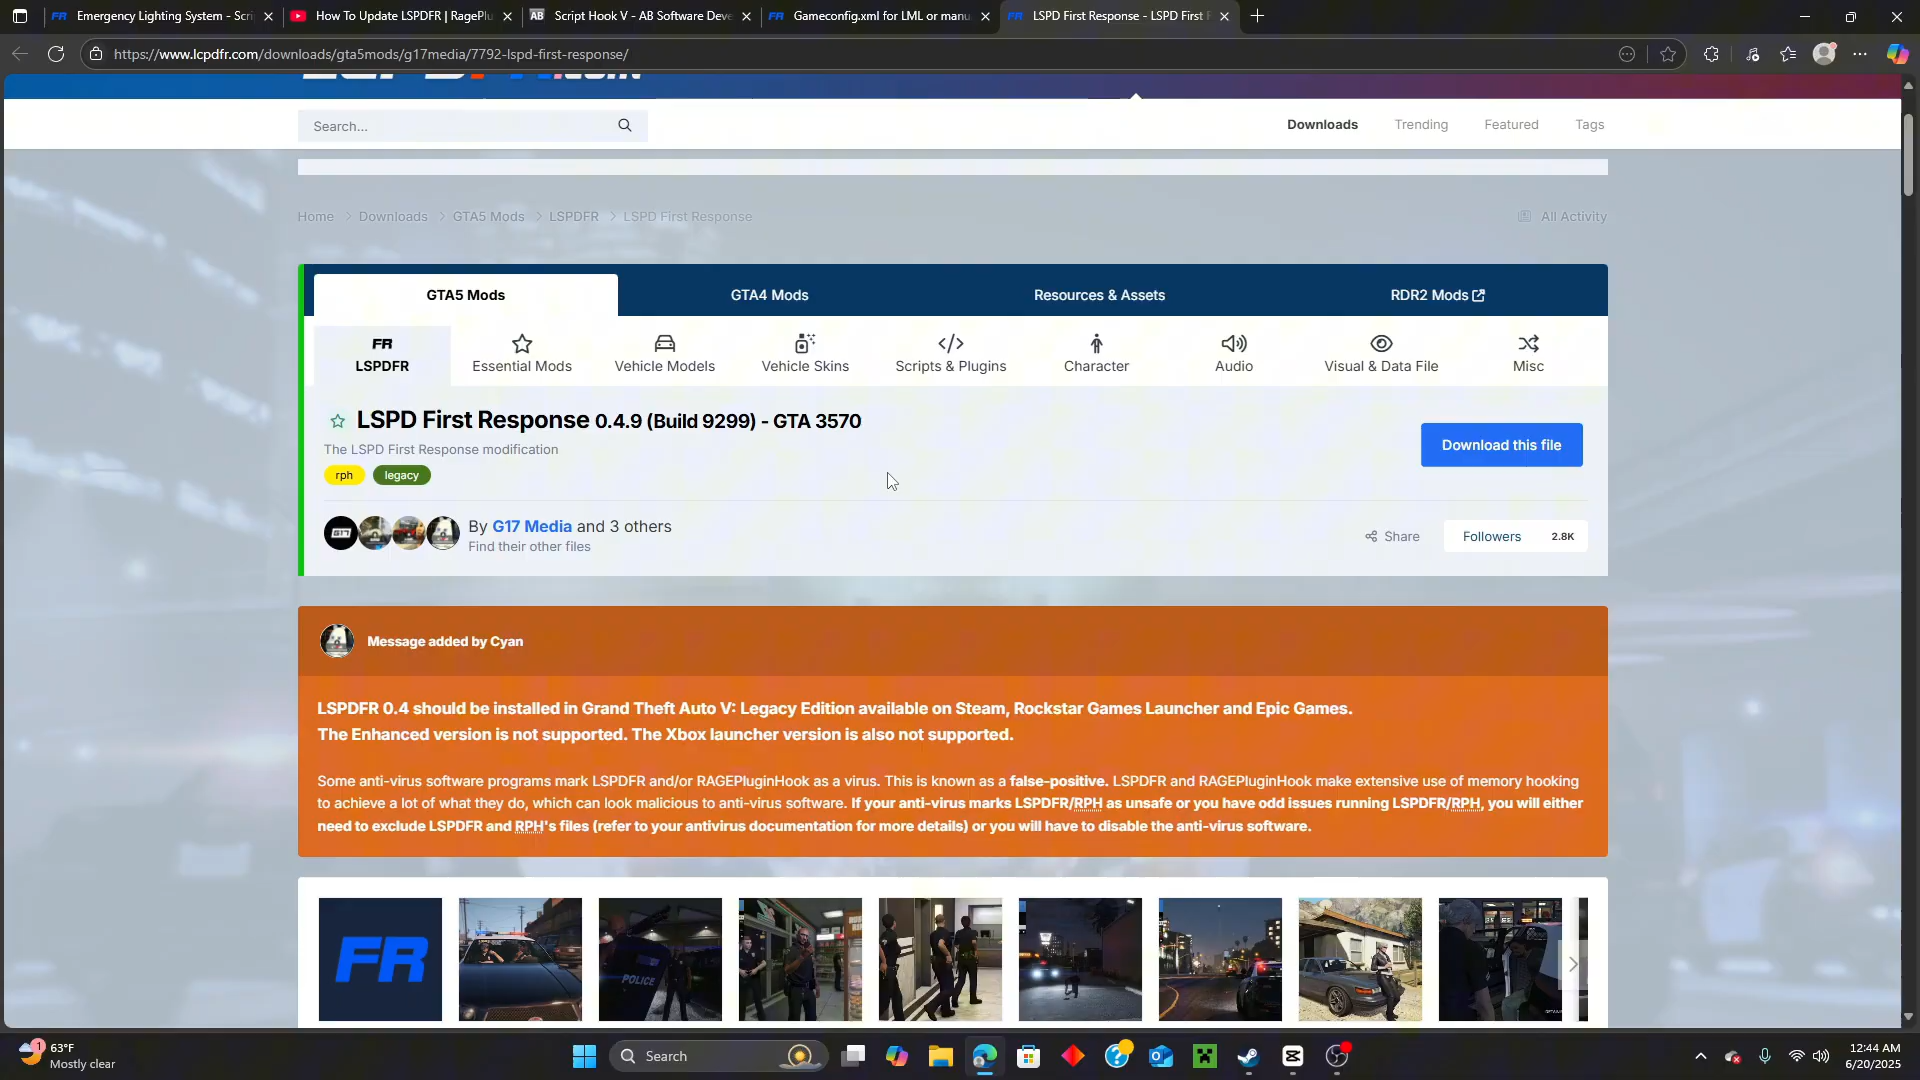 Emergency Lighting System - Scri
How To Update LSPDFR | RagePlu
AB Script Hook V - AB Software Deve
Gameconfig.xml for LML or manu
LSPD First Response - LSPD First F
https://www.lcpdfr.com/downloads/gta5mods/g17media/7792-lspd-first-response/
Search...
Downloads
Trending
Featured
Tags
Home > Downloads > GTA5 Mods > LSPDFR > LSPD First Response
All Activity
GTA5 Mods
GTA4 Mods
Resources & Assets
RDR2 Mods
FR
LSPDFR
Essential Mods
Vehicle Models
Vehicle Skins
Scripts & Plugins
Character
Audio
Visual & Data File
Misc
LSPD First Response 0.4.9 (Build 9299) - GTA 3570
The LSPD First Response modification
rph
legacy
Download this file
G17
By G17 Media and 3 others
Find their other files
Share
Followers 2.8K
Message added by Cyan
LSPDFR 0.4 should be installed in Grand Theft Auto V: Legacy Edition available on Steam, Rockstar Games Launcher and Epic Games.
The Enhanced version is not supported. The Xbox launcher version is also not supported.
Some anti-virus software programs mark LSPDFR and/or RAGEPluginHook as a virus. This is known as a false-positive. LSPDFR and RAGEPluginHook make extensive use of memory hooking
to achieve a lot of what they do, which can look malicious to anti-virus software. If your anti-virus marks LSPDFR/RPH as unsafe or you have odd issues running LSPDFR/RPH, you will either
need to exclude LSPDFR and RPH's files (refer to your antivirus documentation for more details) or you will have to disable the anti-virus software.
FR
POLICE
1
63°F
Mostly clear
Search
12:44 AM
6/20/2025